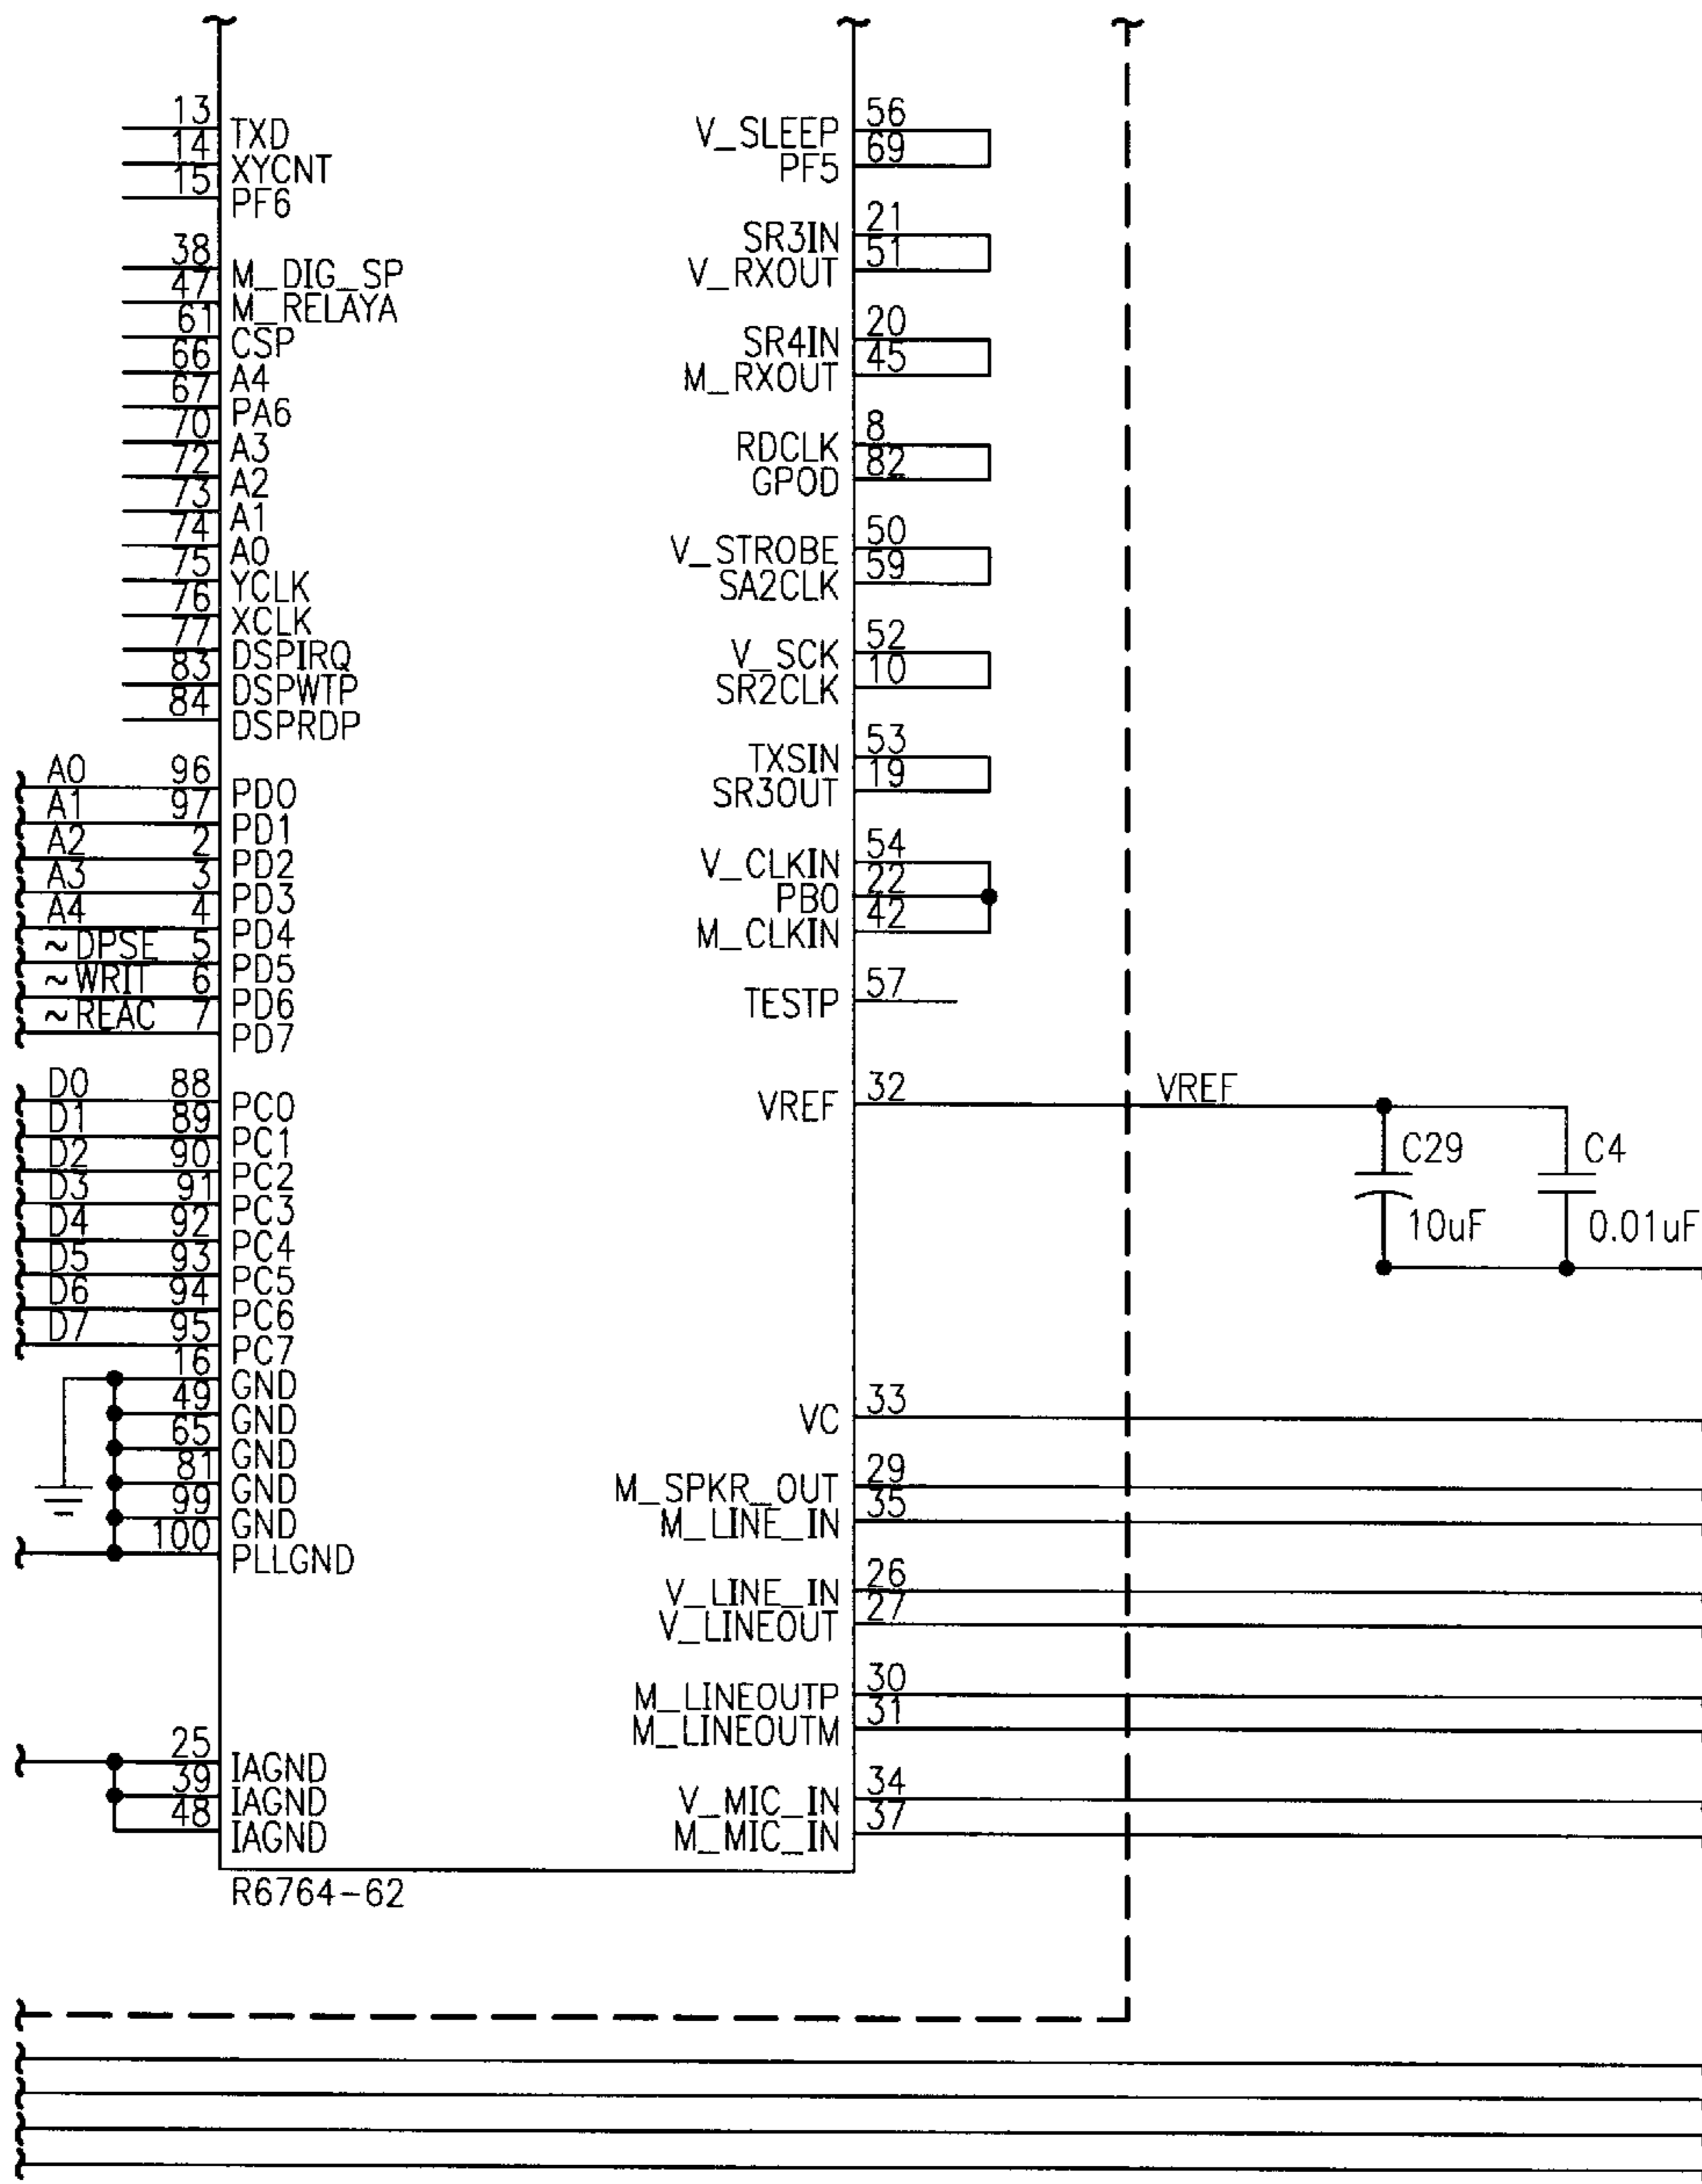 13 TXD
14 XYCNT
15 PF6
38 M_DIG_SP
47 M_RELAYA
61 CSP
66 A4
67 PA6
70 A3
72 A2
73 A1
74 A0
75 YCLK
76 XCLK
77 DSPIRQ
83 DSPWTP
84 DSPRDP
A0 96 PD0
A1 97 PD1
A2 2 PD2
A3 3 PD3
A4 4 PD4
~DPSE 5 PD5
~WRIT 6 PD6
~REAC 7 PD7
D0 88 PC0
D1 89 PC1
D2 90 PC2
D3 91 PC3
D4 92 PC4
D5 93 PC5
D6 94 PC6
D7 95 PC7
16 GND
49 GND
65 GND
81 GND
99 GND
100 PLLGND
25 IAGND
39 IAGND
48 IAGND
V_SLEEP 56
PF5 69
SR3IN 21
V_RXOUT 51
SR4IN 20
M_RXOUT 45
RDCLK 8
GPOD 82
V_STROBE 50
SA2CLK 59
V_SCK 52
SR2CLK 10
TXSIN 53
SR3OUT 19
V_CLKIN 54
PB0 22
M_CLKIN 42
TESTP 57
VREF 32 VREF
C29 C4
10uF 0.01uF
VC 33
M_SPKR_OUT 29
M_LINE_IN 35
V_LINE_IN 26
V_LINEOUT 27
M_LINEOUTP 30
M_LINEOUTM 31
V_MIC_IN 34
M_MIC_IN 37
R6764-62